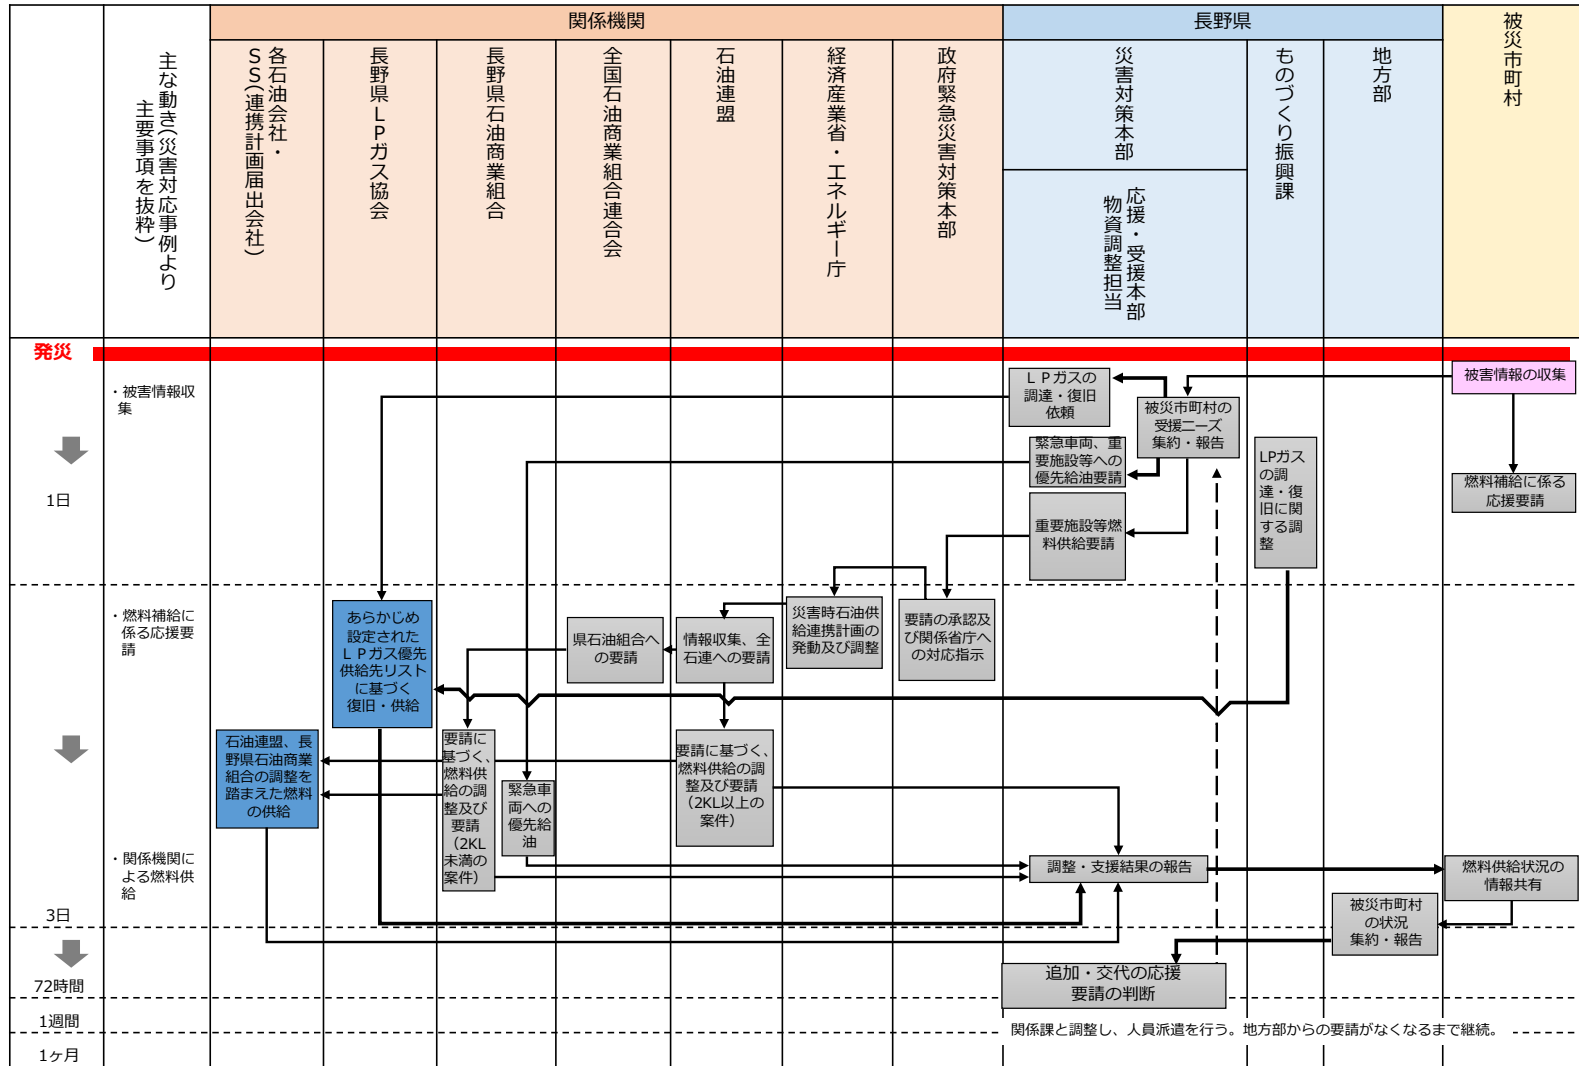 関係機関
長野県
被災市町村
主な動き(災害対応事例より
主要事項を抜粋)
各石油会社・
SS(連携計画届出会社)
長野県LPガス協会
長野県石油商業組合
全国石油商業組合連合会
石油連盟
経済産業省・エネルギー庁
政府緊急災害対策本部
災害対策本部
応援・受援本部
物資調整担当
ものづくり振興課
地方部
発災
・被害情報収
集
1日
LPガスの
調達・復旧
依頼
被災市町村の
受援ニーズ
集約・報告
緊急車両、重
要施設等への
優先給油要請
重要施設等燃
料供給要請
LPガス
の調
達・復
旧に関
する調
整
被害情報の収集
燃料補給に係る
応援要請
・燃料補給に
係る応援要
請
あらかじめ
設定された
LPガス優先
供給先リスト
に基づく
復旧・供給
県石油組合へ
の要請
情報収集、全
石連への要請
災害時石油供
給連携計画の
発動及び調整
要請の承認及
び関係省庁へ
の対応指示
石油連盟、長
野県石油商業
組合の調整を
踏まえた燃料
の供給
要請に
基づく、
燃料供
給の調
整及び
要請
(2KL
未満の
案件)
緊急車
両への
優先給
油
要請に基づく、
燃料供給の調
整及び要請
(2KL以上の
案件)
・関係機関に
よる燃料供
給
調整・支援結果の報告
燃料供給状況の
情報共有
3日
被災市町村
の状況
集約・報告
72時間
追加・交代の応援
要請の判断
1週間
関係課と調整し、人員派遣を行う。地方部からの要請がなくなるまで継続。
1ヶ月